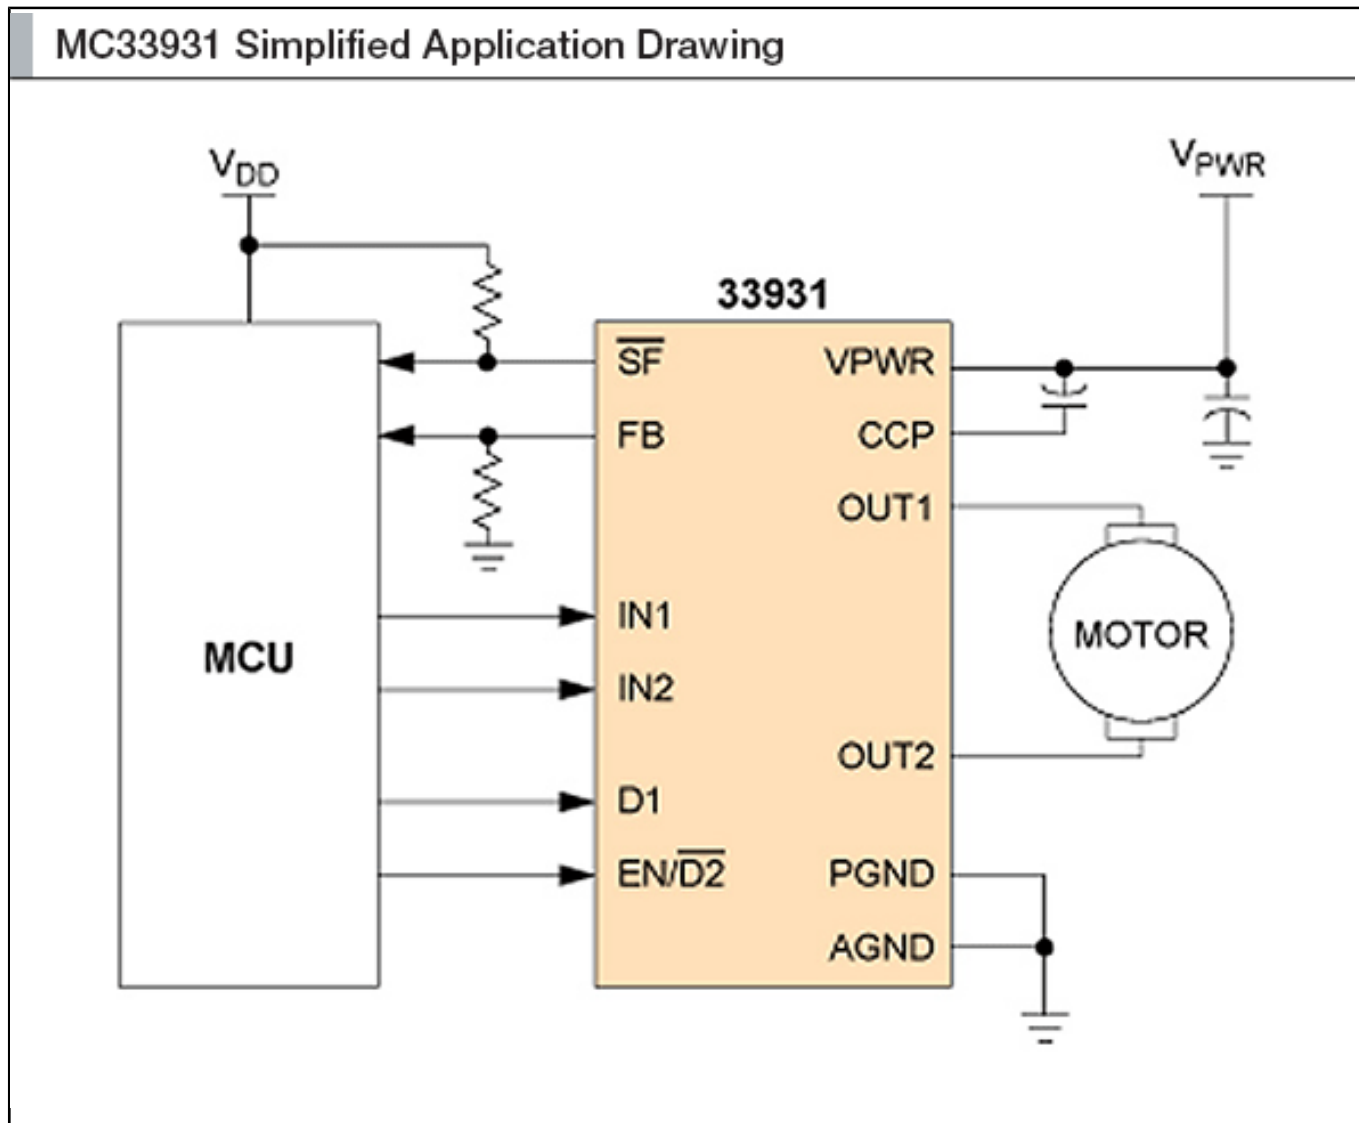 MC33931 Simplified Application Drawing
VDD
VPWR
33931
SF
VPWR
FB
CCP
OUT1
IN1
MCU
MOTOR
IN2
OUT2
D1
EN/D2
PGND
AGND